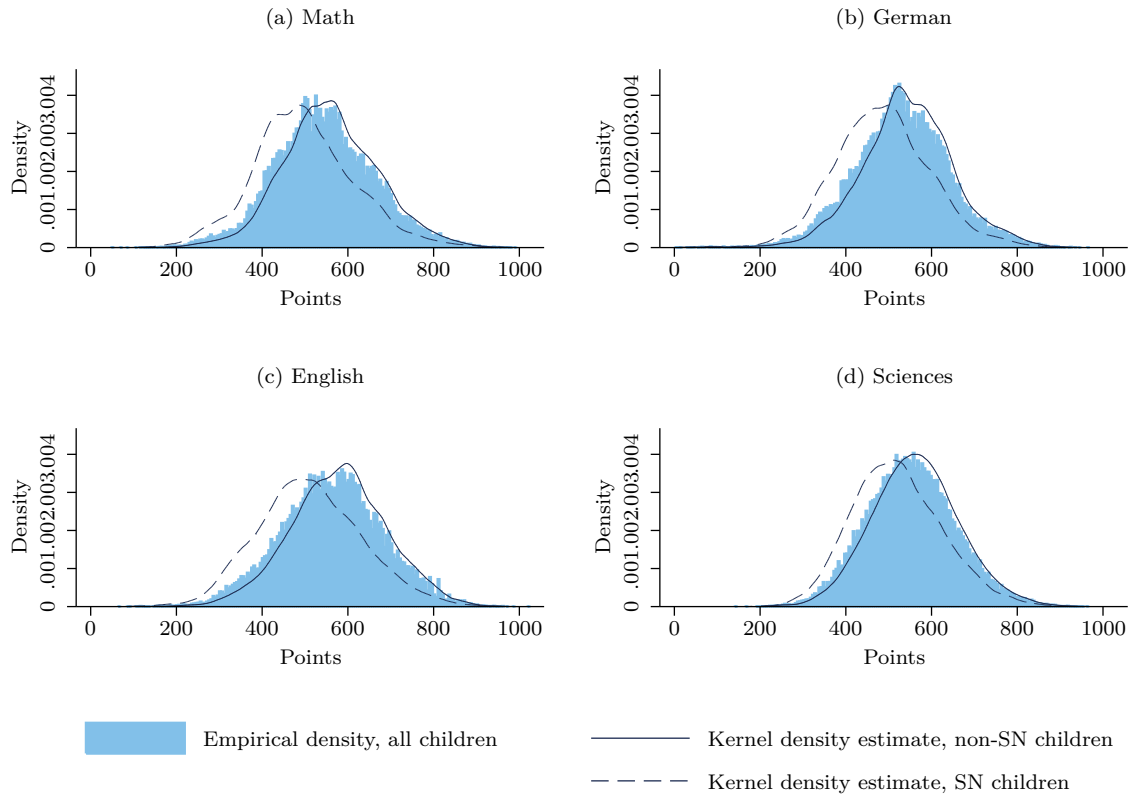 (a) Math
Density
0 .001 .002 .003 .004
0 200 400 600 800 1000
Points
(b) German
Density
0 .001 .002 .003 .004
0 200 400 600 800 1000
Points
(c) English
Density
0 .001 .002 .003 .004
0 200 400 600 800 1000
Points
(d) Sciences
Density
0 .001 .002 .003 .004
0 200 400 600 800 1000
Points
Empirical density, all children
Kernel density estimate, non-SN children
Kernel density estimate, SN children